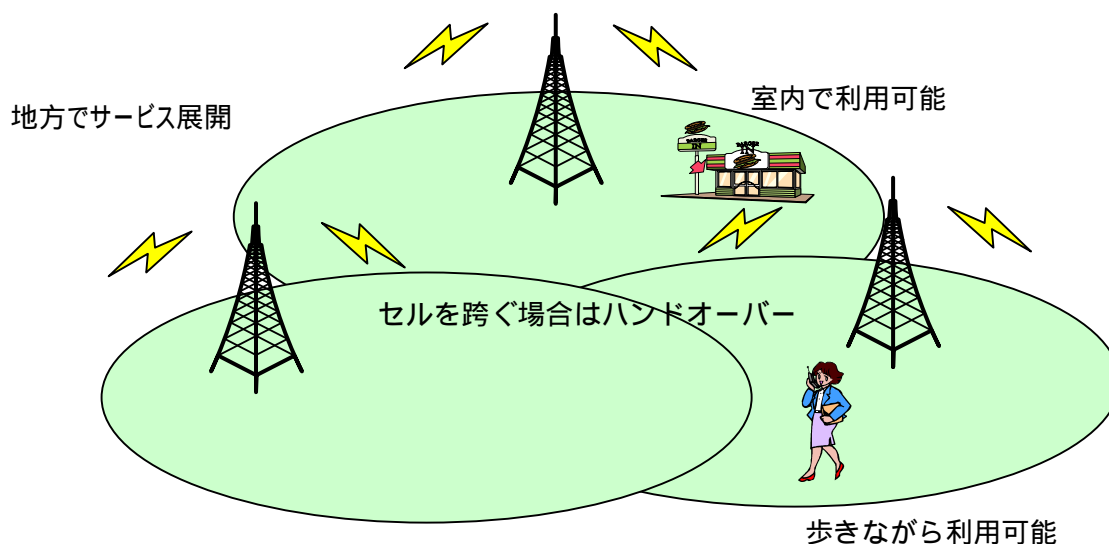 地方でサービス展開
室内で利用可能
セルを跨ぐ場合はハンドオーバー
歩きながら利用可能